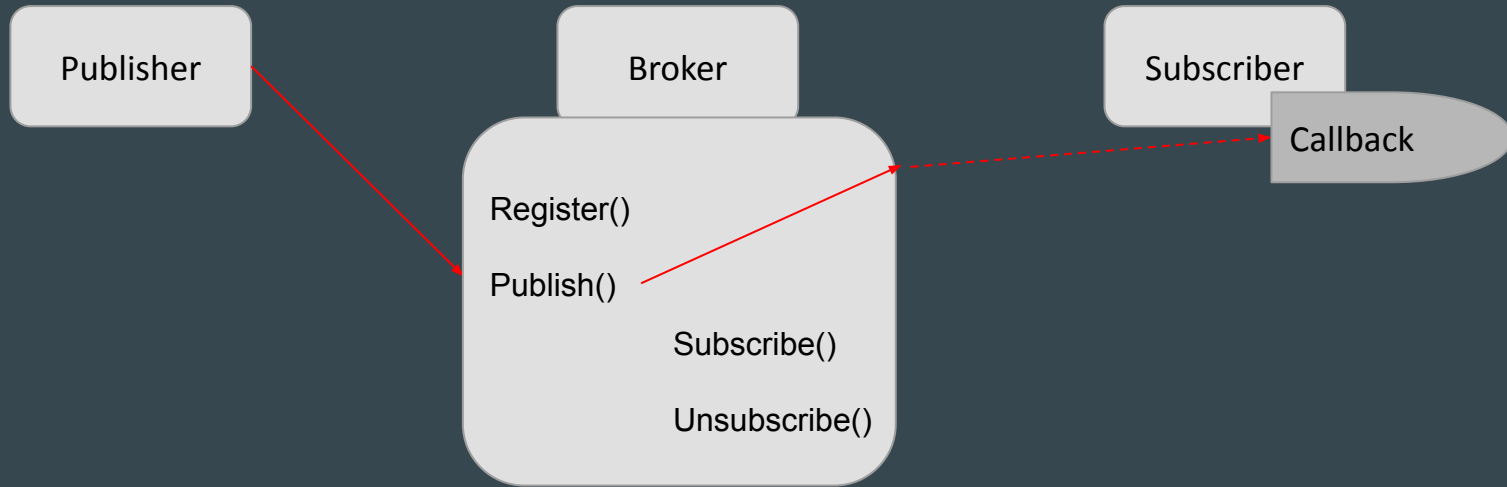 Publisher
Broker
Subscriber
Callback
Register()
Publish()
Subscribe()
Unsubscribe()